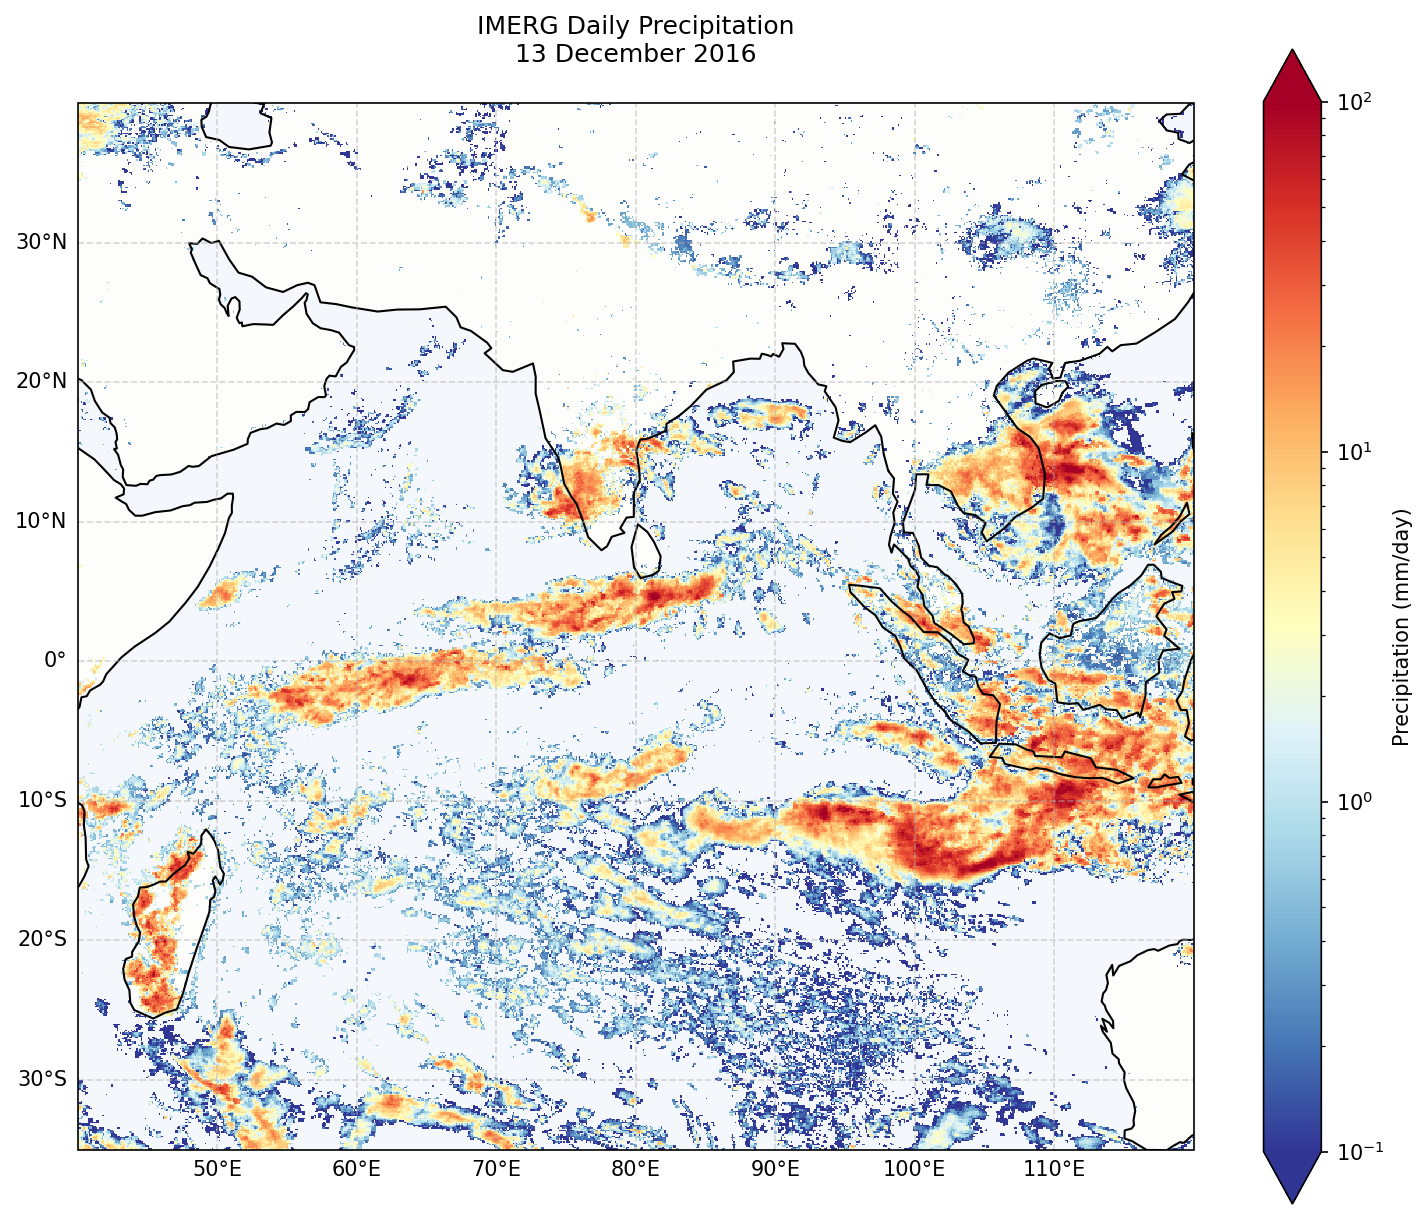 IMERG Daily Precipitation
13 December 2016
30°N
20°N
10°N
0°
10°S
20°S
30°S
50°E
60°E
70°E
80°E
90°E
100°E
110°E
10²
10¹
10⁰
10⁻¹
Precipitation (mm/day)